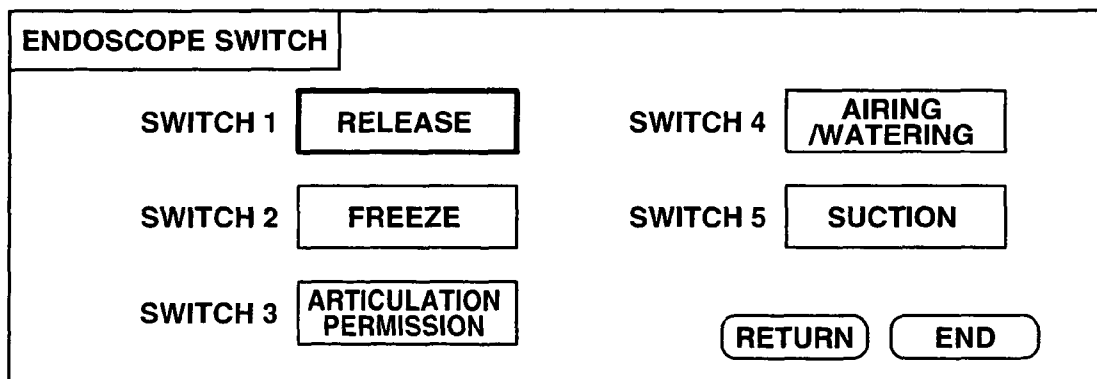 ENDOSCOPE SWITCH
SWITCH 1 RELEASE
SWITCH 2 FREEZE
SWITCH 3 ARTICULATION
PERMISSION
SWITCH 4 AIRING
/WATERING
SWITCH 5 SUCTION
RETURN END